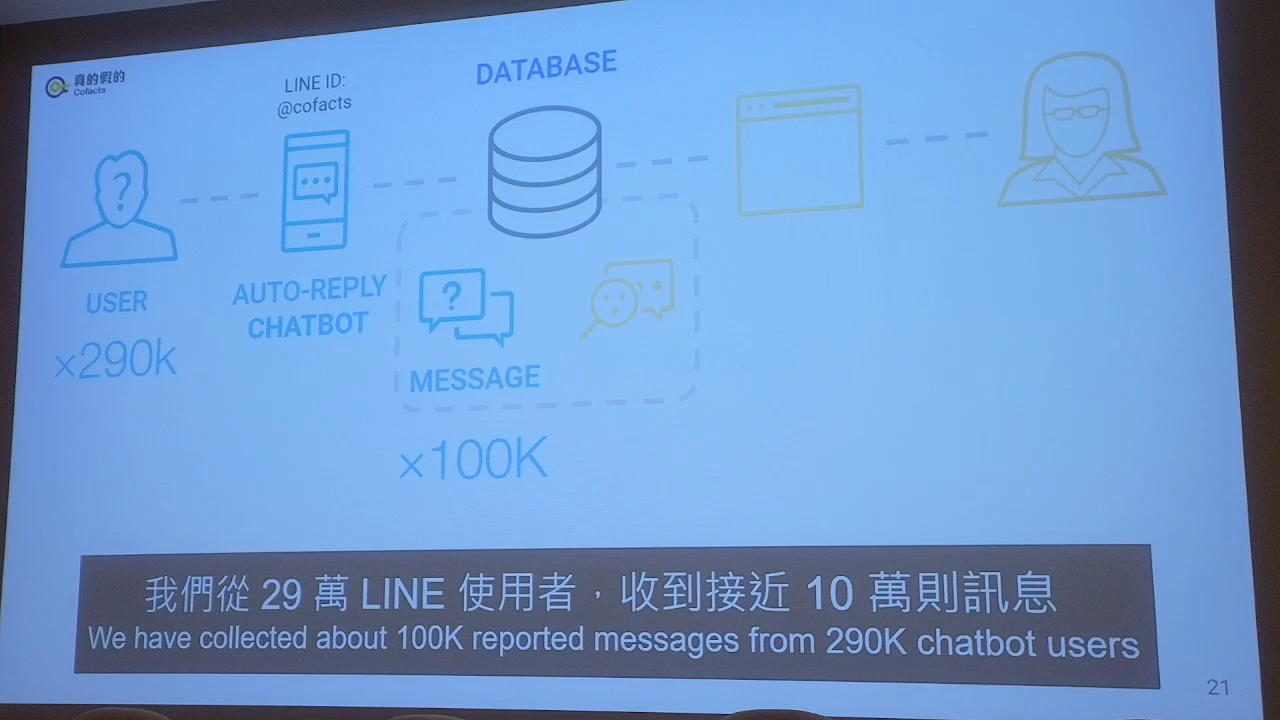 真的假的
Cofacts
LINE ID:
@cofacts
DATABASE
?
USER
×290k
AUTO-REPLY
CHATBOT
?
MESSAGE
×100K
我們從 29 萬 LINE 使用者，收到接近 10 萬則訊息
We have collected about 100K reported messages from 290K chatbot users
21